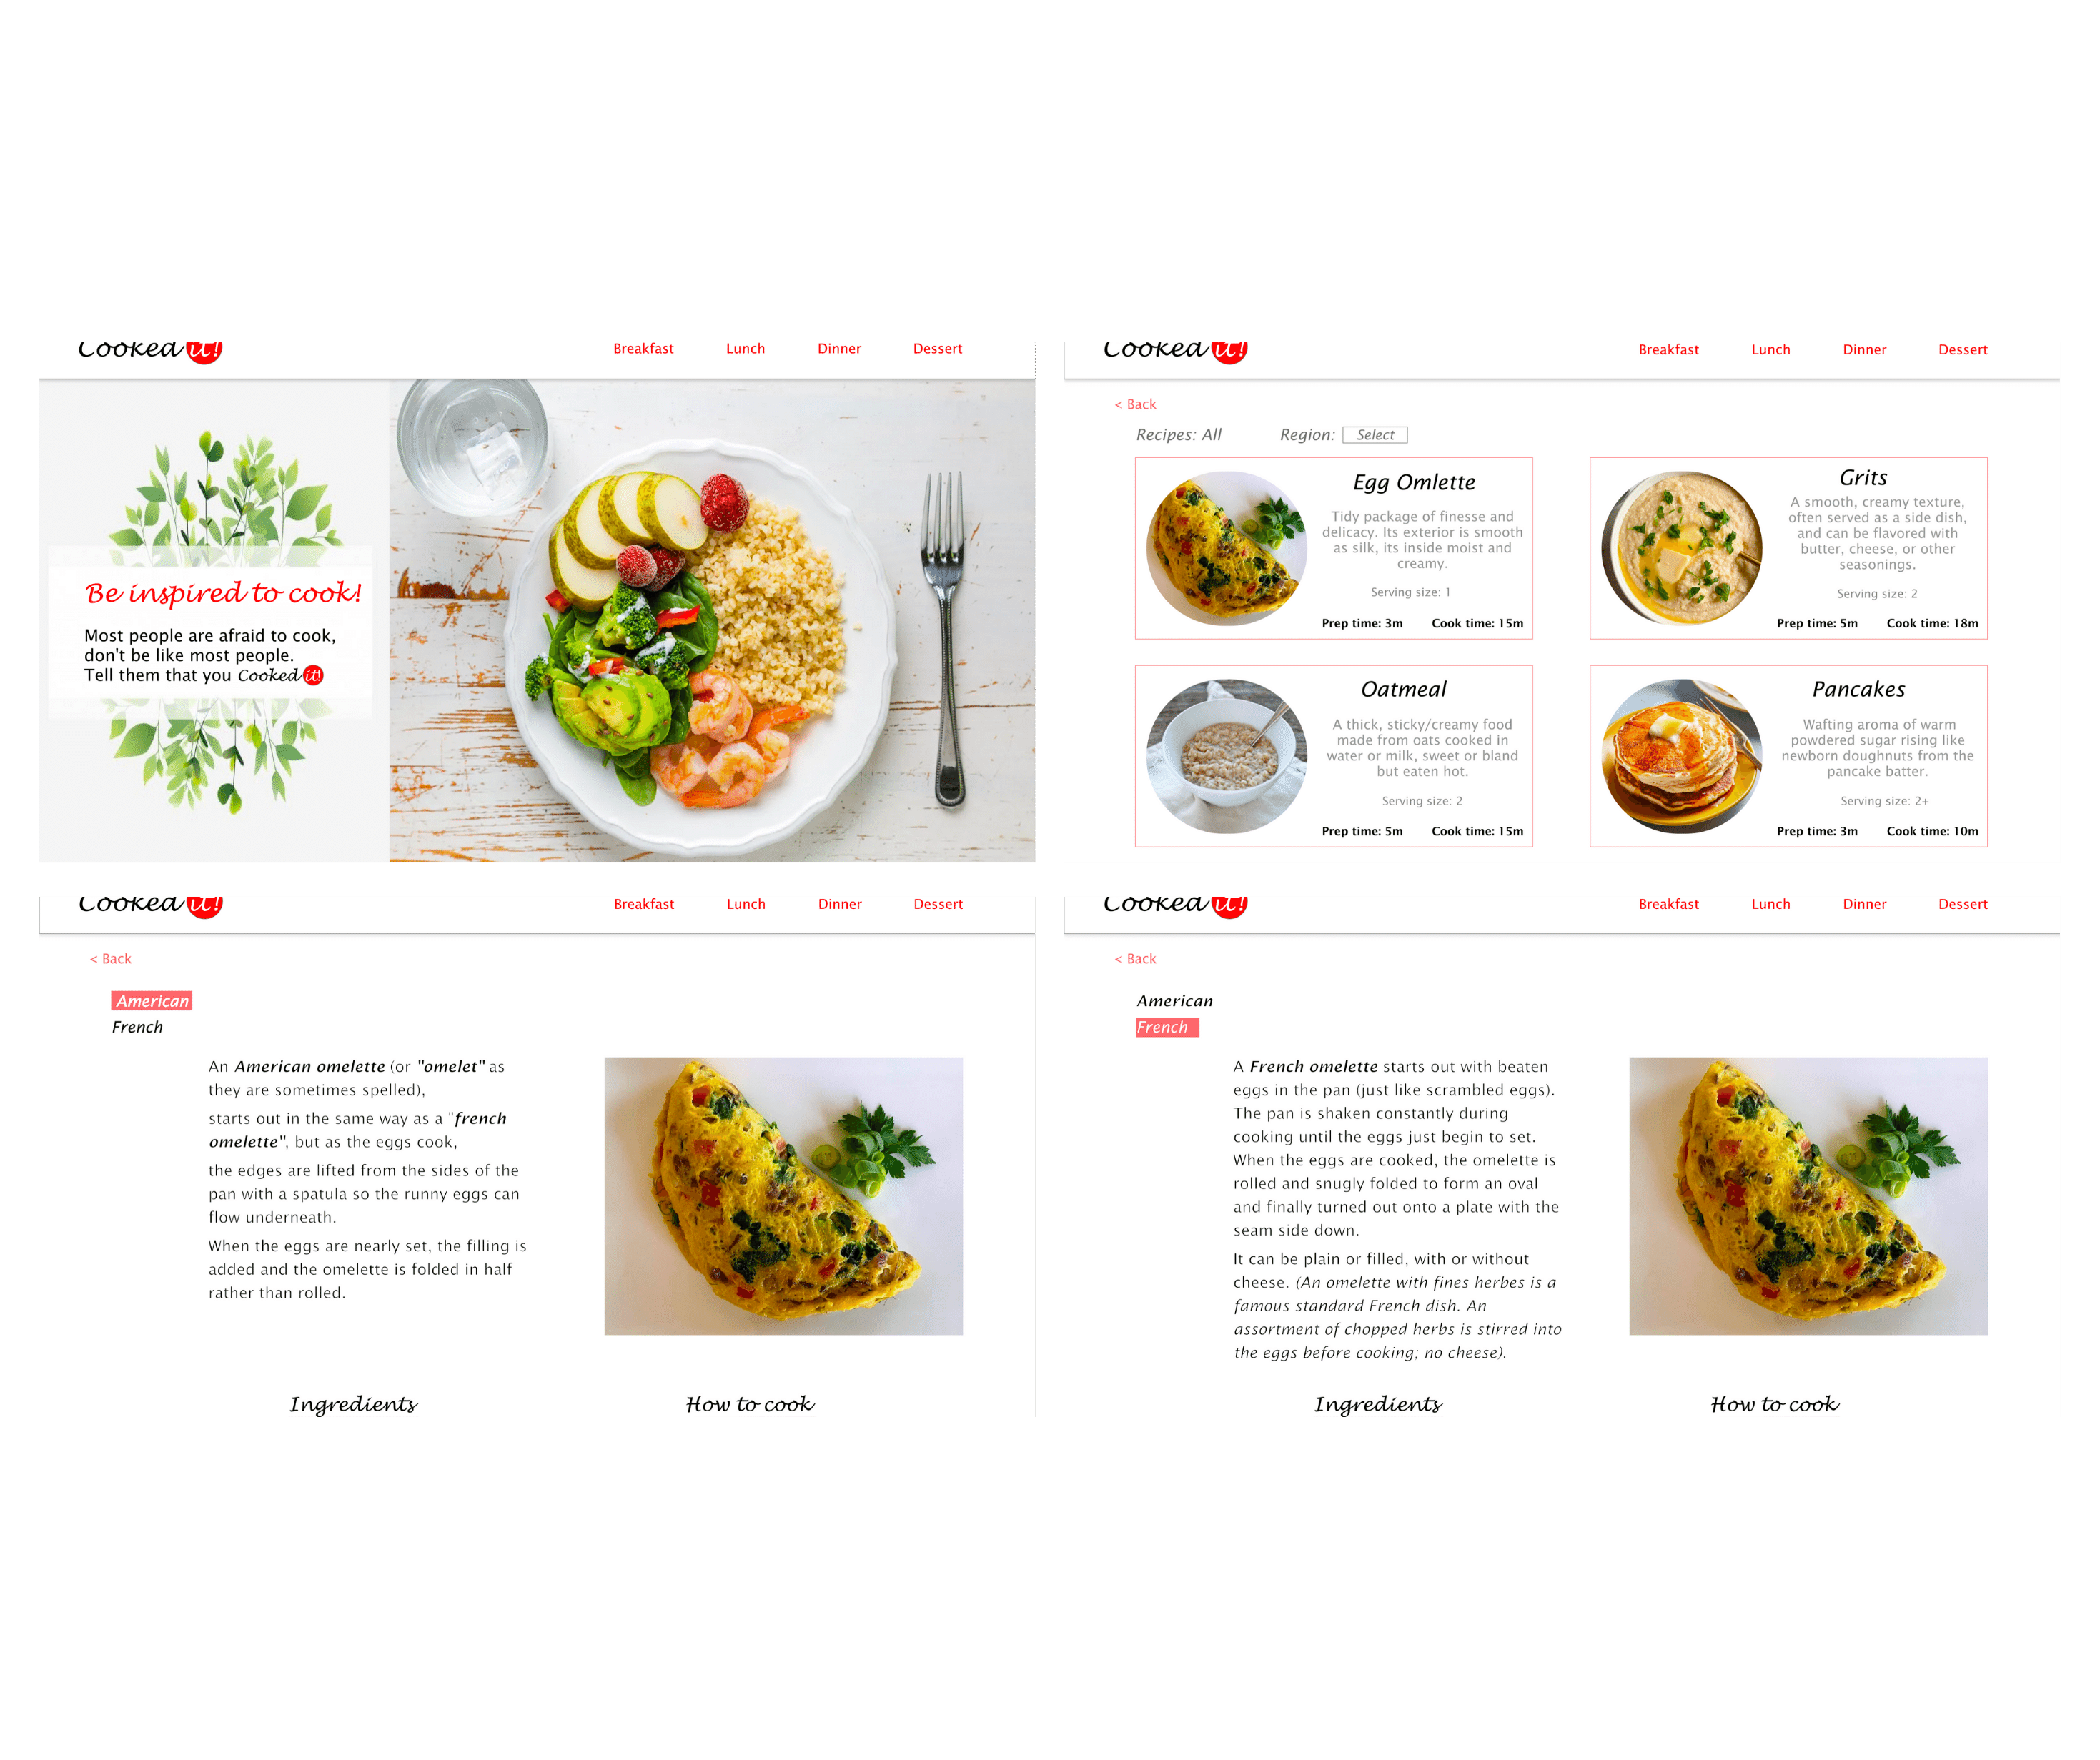 Cooked it!
Breakfast Lunch Dinner Dessert
Be inspired to cook!
Most people are afraid to cook,
don't be like most people.
Tell them that you Cooked it!
Cooked it!
Breakfast Lunch Dinner Dessert
< Back
Recipes: All Region: Select
Egg Omlette
Tidy package of finesse and
delicacy. Its exterior is smooth
as silk, its inside moist and
creamy.
Serving size: 1
Prep time: 3m Cook time: 15m
Grits
A smooth, creamy texture,
often served as a side dish,
and can be flavored with
butter, cheese, or other
seasonings.
Serving size: 2
Prep time: 5m Cook time: 18m
Oatmeal
A thick, sticky/creamy food
made from oats cooked in
water or milk, sweet or bland
but eaten hot.
Serving size: 2
Prep time: 5m Cook time: 15m
Pancakes
Wafting aroma of warm
powdered sugar rising like
newborn doughnuts from the
pancake batter.
Serving size: 2+
Prep time: 3m Cook time: 10m
Cooked it!
Breakfast Lunch Dinner Dessert
< Back
American
French
An American omelette (or "omelet" as
they are sometimes spelled),
starts out in the same way as a "french
omelette", but as the eggs cook,
the edges are lifted from the sides of the
pan with a spatula so the runny eggs can
flow underneath.
When the eggs are nearly set, the filling is
added and the omelette is folded in half
rather than rolled.
Ingredients How to cook
Cooked it!
Breakfast Lunch Dinner Dessert
< Back
American
French
A French omelette starts out with beaten
eggs in the pan (just like scrambled eggs).
The pan is shaken constantly during
cooking until the eggs just begin to set.
When the eggs are cooked, the omelette is
rolled and snugly folded to form an oval
and finally turned out onto a plate with the
seam side down.
It can be plain or filled, with or without
cheese. (An omelette with fines herbes is a
famous standard French dish. An
assortment of chopped herbs is stirred into
the eggs before cooking; no cheese).
Ingredients How to cook